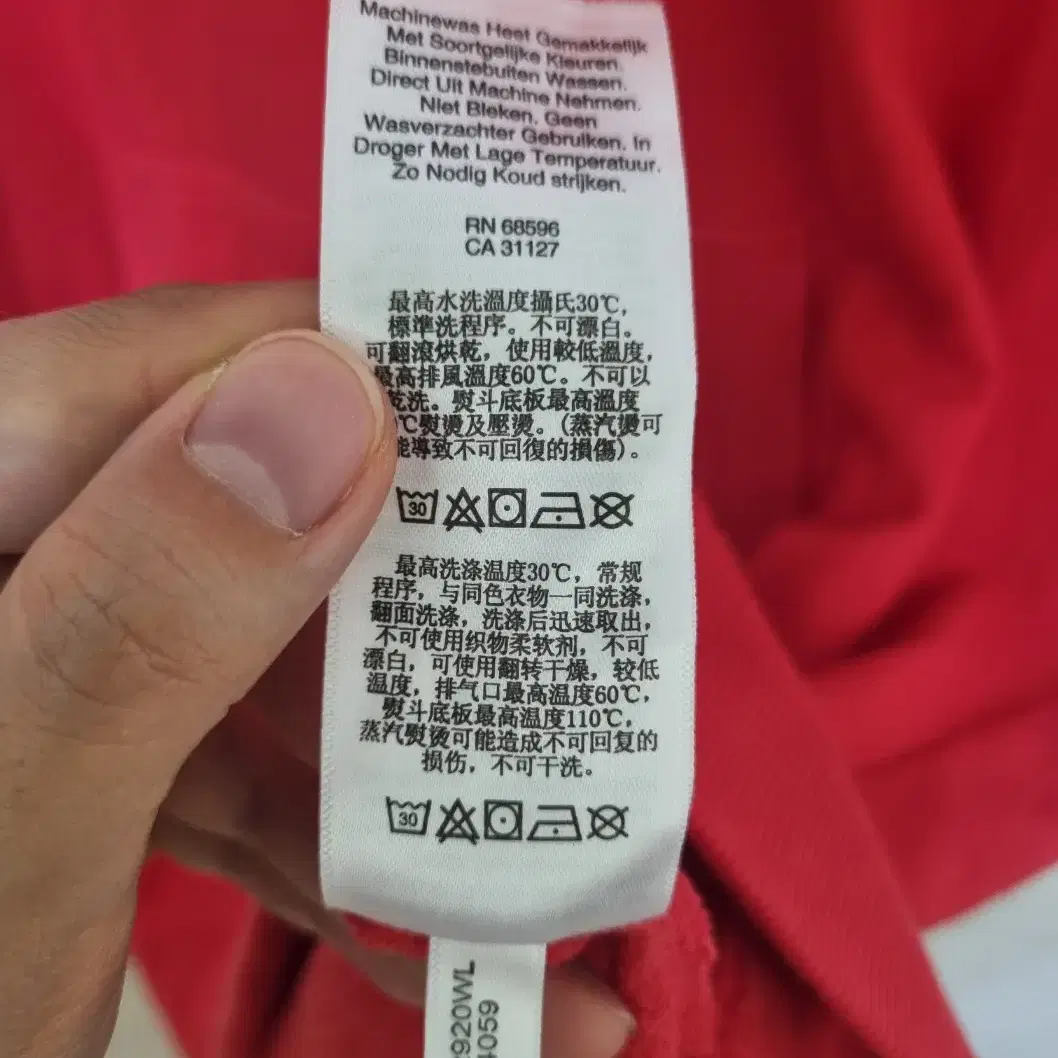 Machinewas Heet Gemakkelijk
Met Soortgelijke Kleuren.
Binnenstebuiten Wassen.
Direct Uit Machine Nehmen.
Niet Bleken. Geen
Wasverzachter Gebruiken. In
Droger Met Lage Temperatuur.
Zo Nodig Koud strijken.
RN 68596
CA 31127
最高水洗溫度攝氏30℃,
標準洗程序。不可漂白。
可翻滾烘乾, 使用較低溫度,
最高排風溫度60℃。不可以
乾洗。熨斗底板最高溫度
℃熨燙及壓燙。(蒸汽燙可
能導致不可回復的損傷)。
30
最高洗涤温度30℃, 常规
程序, 与同色衣物一同洗涤,
翻面洗涤, 洗涤后迅速取出,
不可使用织物柔软剂, 不可
漂白, 可使用翻转干燥, 较低
温度, 排气口最高温度60℃,
熨斗底板最高温度110℃,
蒸汽熨烫可能造成不可回复的
损伤, 不可干洗。
30
920WL
4059